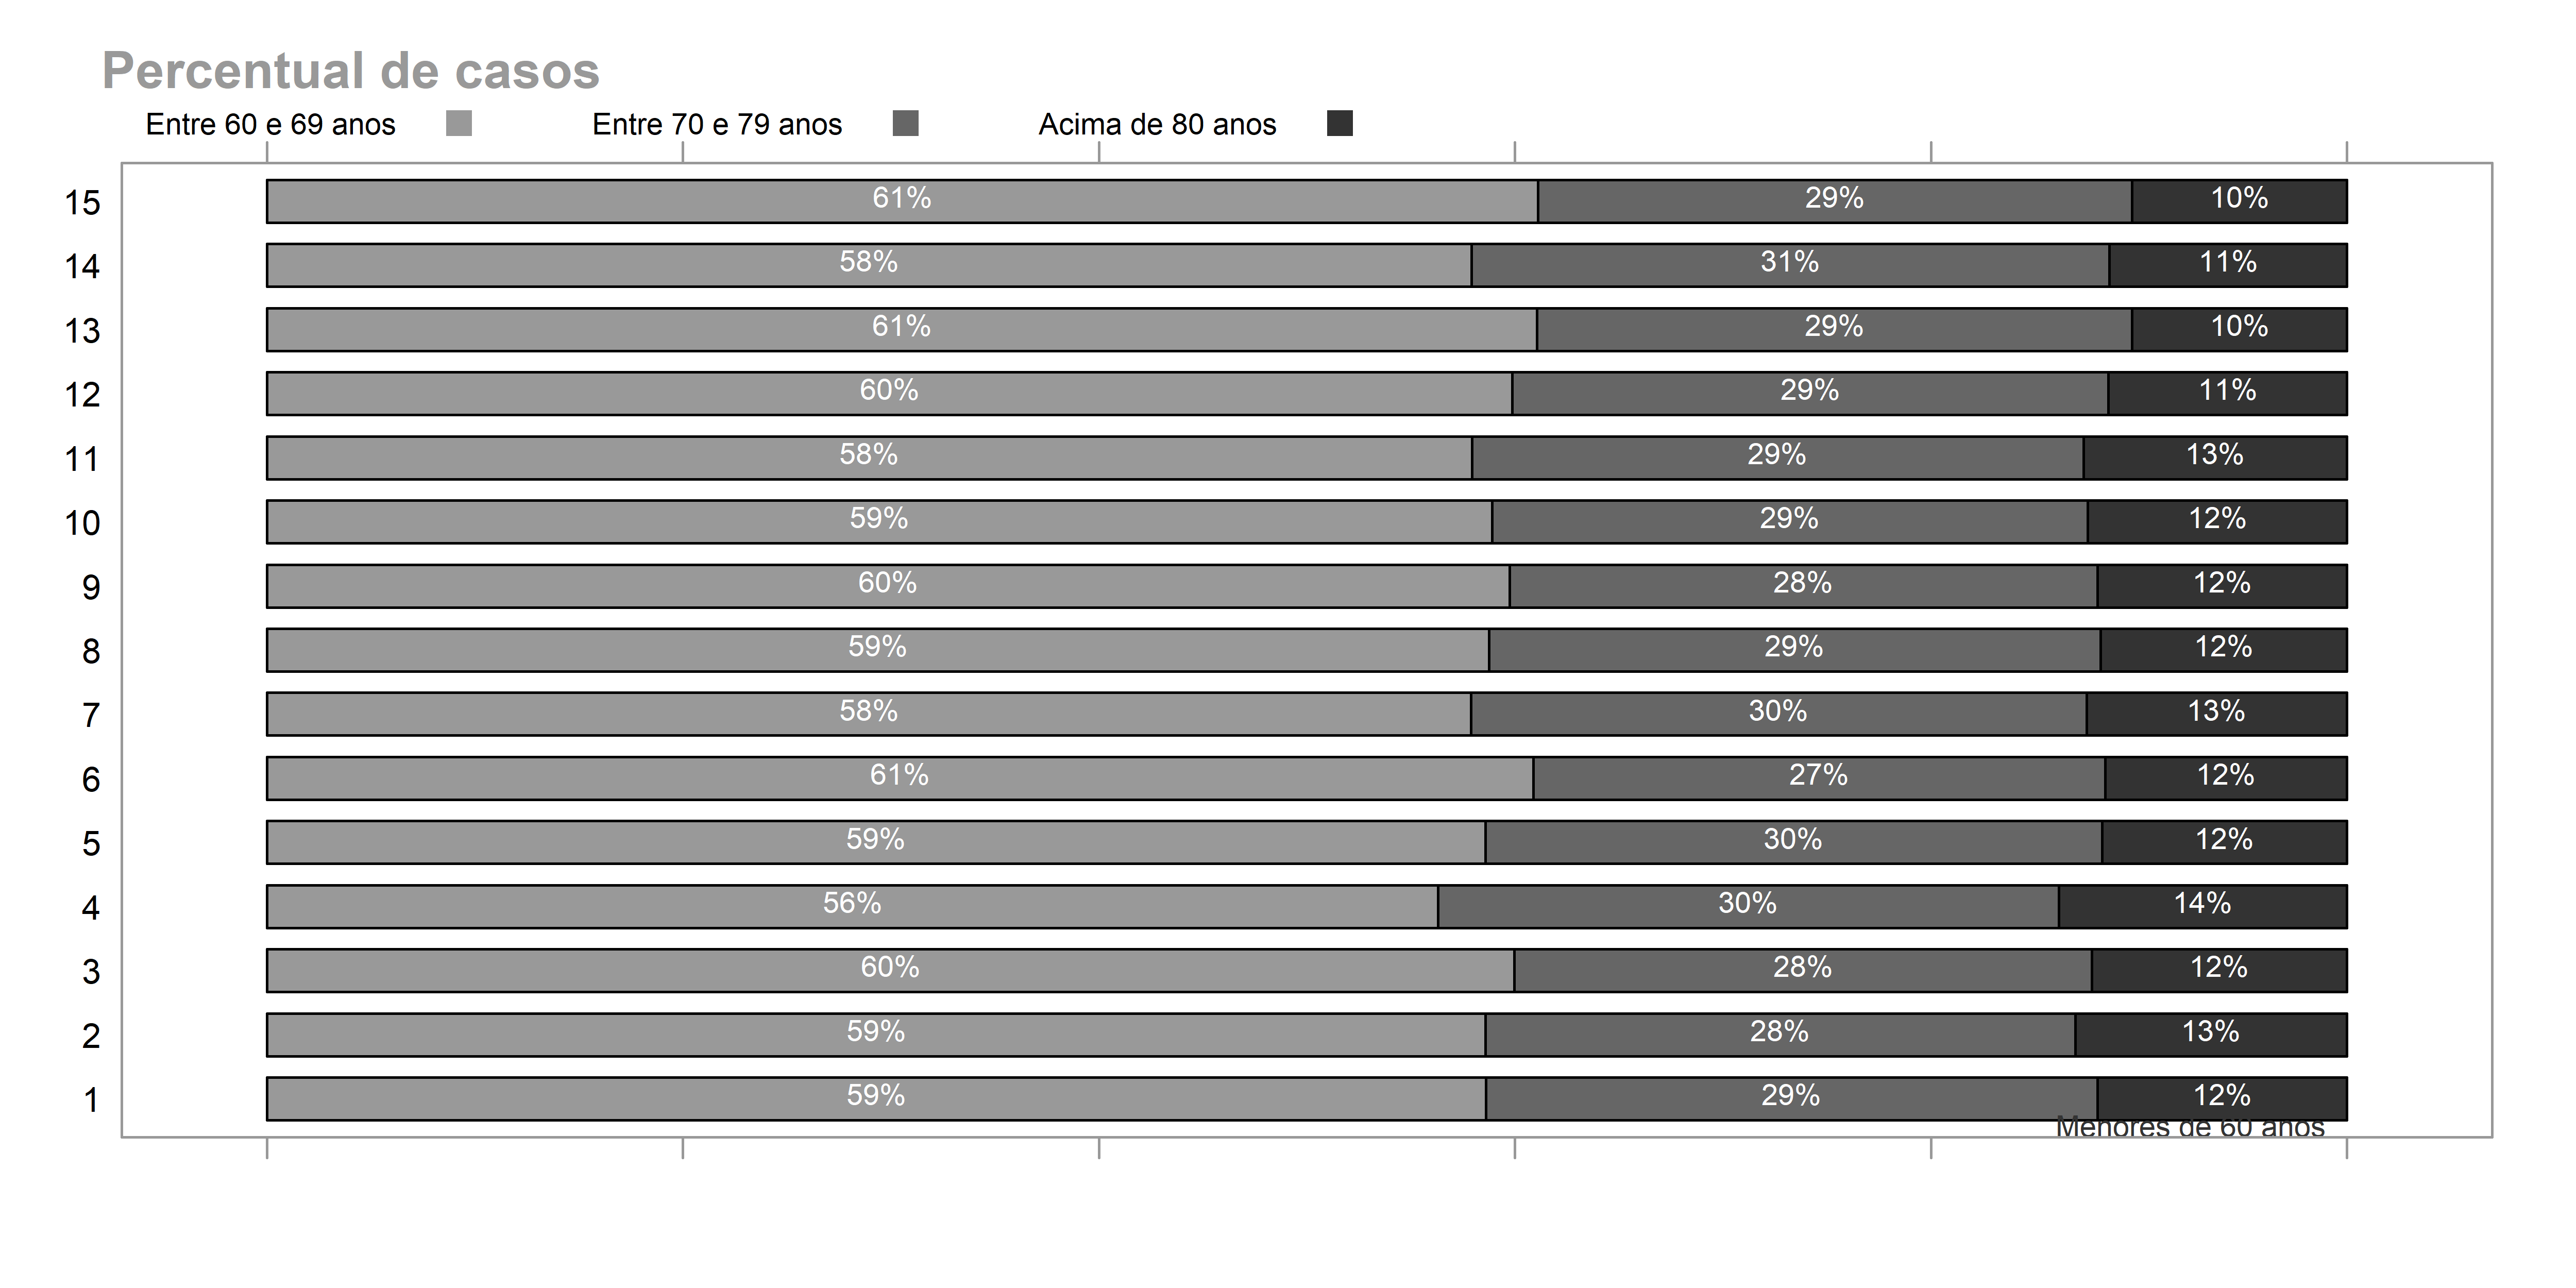 Percentual de casos
Entre 60 e 69 anos Entre 70 e 79 anos Acima de 80 anos
15 61% 29% 10%
14 58% 31% 11%
13 61% 29% 10%
12 60% 29% 11%
11 58% 29% 13%
10 59% 29% 12%
9 60% 28% 12%
8 59% 29% 12%
7 58% 30% 13%
6 61% 27% 12%
5 59% 30% 12%
4 56% 30% 14%
3 60% 28% 12%
2 59% 28% 13%
1 59% 29% 12%
Menores de 60 anos